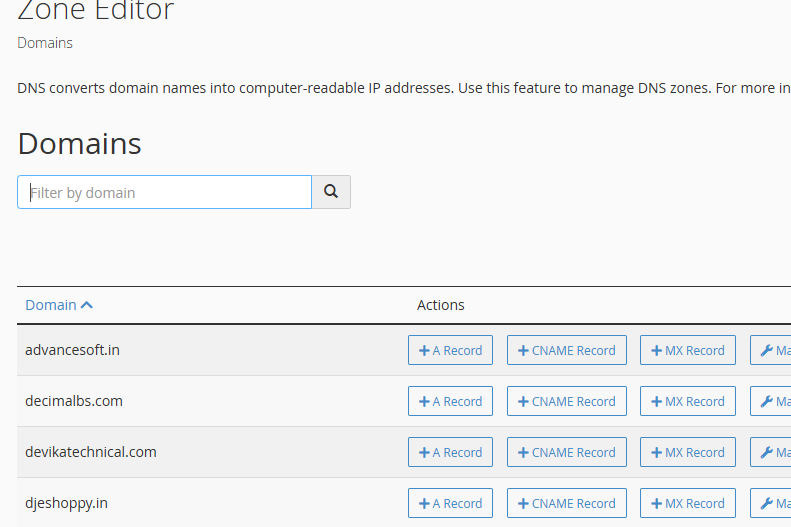 Zone Editor
Domains
DNS converts domain names into computer-readable IP addresses. Use this feature to manage DNS zones. For more in
Domains
Filter by domain
Domain Actions
advancesoft.in A Record CNAME Record MX Record Ma
decimalbs.com A Record CNAME Record MX Record Ma
devikatechnical.com A Record CNAME Record MX Record Ma
djeshoppy.in A Record CNAME Record MX Record Ma